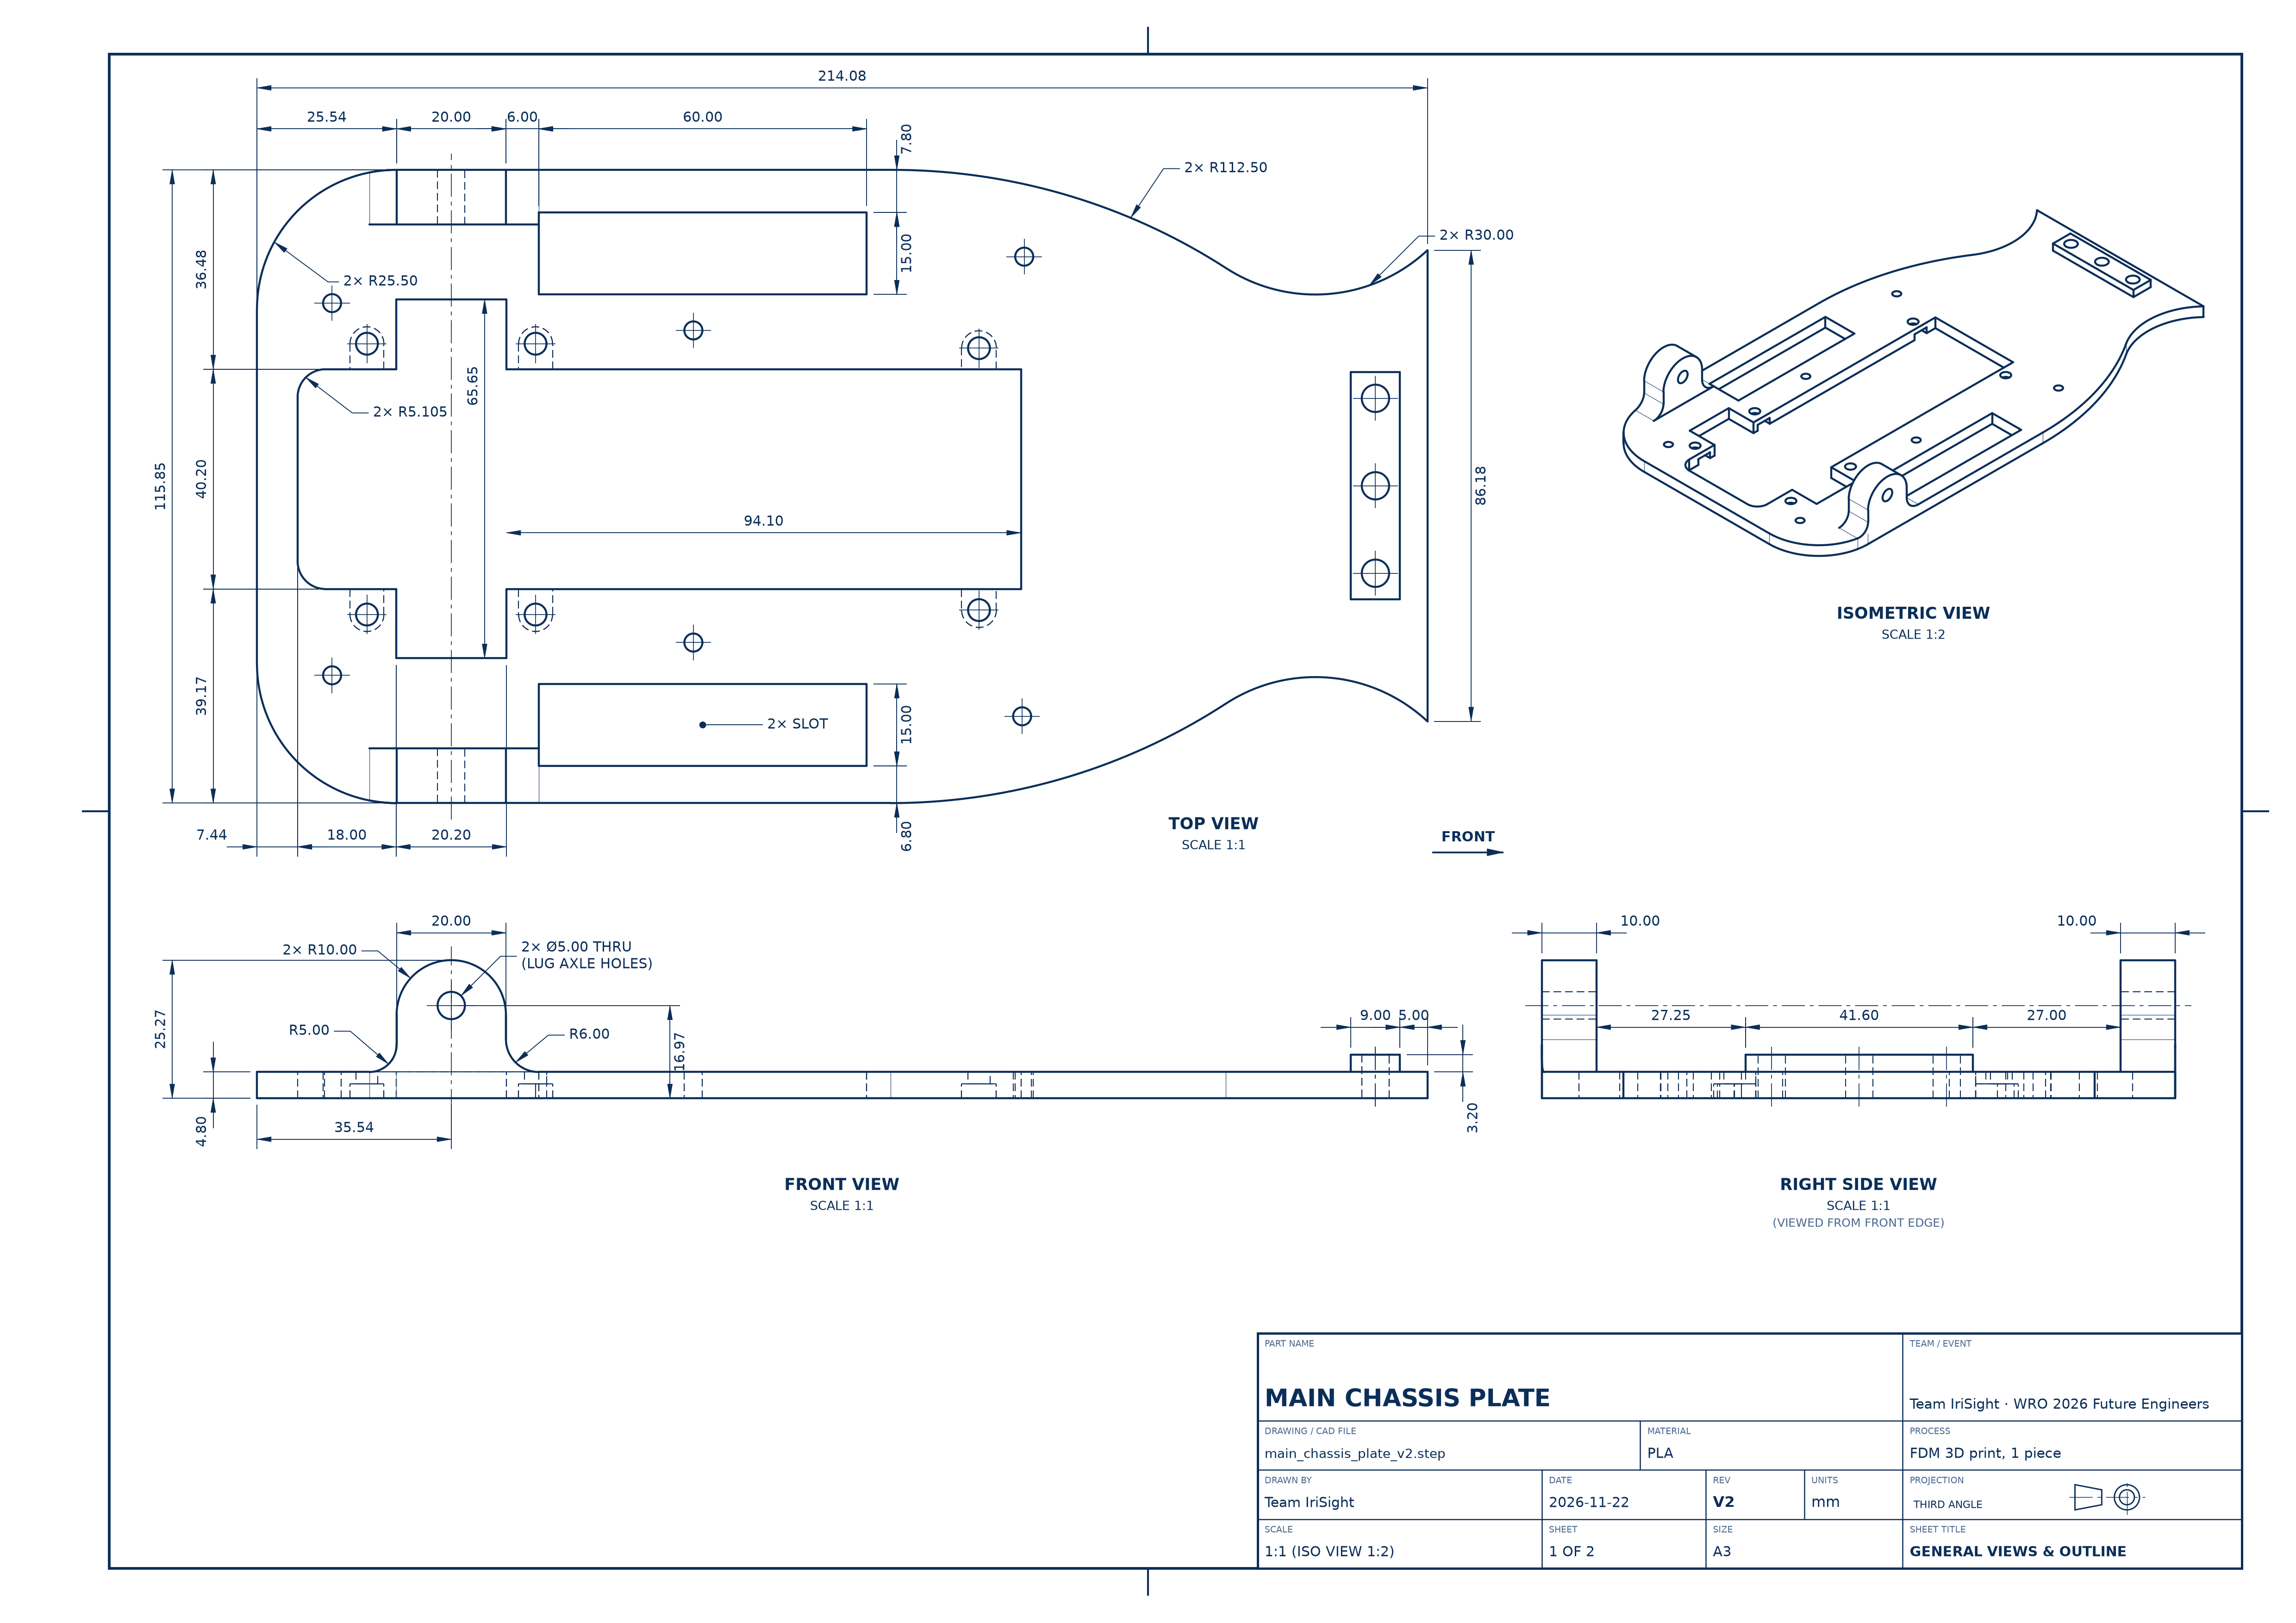 214.08
25.54
20.00
6.00
60.00
7.80
2× R112.50
2× R30.00
36.48
15.00
2× R25.50
65.65
2× R5.105
115.85
40.20
94.10
86.18
39.17
2× SLOT
15.00
7.44
18.00
20.20
6.80
TOP VIEW
SCALE 1:1
FRONT
ISOMETRIC VIEW
SCALE 1:2
20.00
2× R10.00
2× Ø5.00 THRU
(LUG AXLE HOLES)
25.27
R5.00
R6.00
16.97
9.00
5.00
4.80
35.54
3.20
FRONT VIEW
SCALE 1:1
10.00
10.00
27.25
41.60
27.00
RIGHT SIDE VIEW
SCALE 1:1
(VIEWED FROM FRONT EDGE)
PART NAME
MAIN CHASSIS PLATE
TEAM / EVENT
Team IriSight · WRO 2026 Future Engineers
DRAWING / CAD FILE
main_chassis_plate_v2.step
MATERIAL
PLA
PROCESS
FDM 3D print, 1 piece
DRAWN BY
Team IriSight
DATE
2026-11-22
REV
V2
UNITS
mm
PROJECTION
THIRD ANGLE
SCALE
1:1 (ISO VIEW 1:2)
SHEET
1 OF 2
SIZE
A3
SHEET TITLE
GENERAL VIEWS & OUTLINE